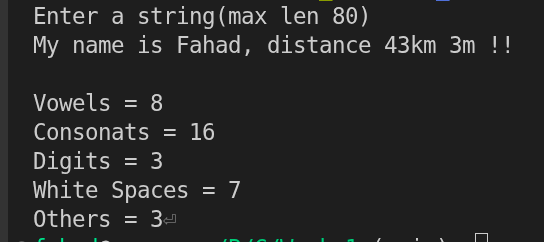 Enter a string(max len 80)
My name is Fahad, distance 43km 3m !!
Vowels = 8
Consonats = 16
Digits = 3
White Spaces = 7
Others = 3⏎